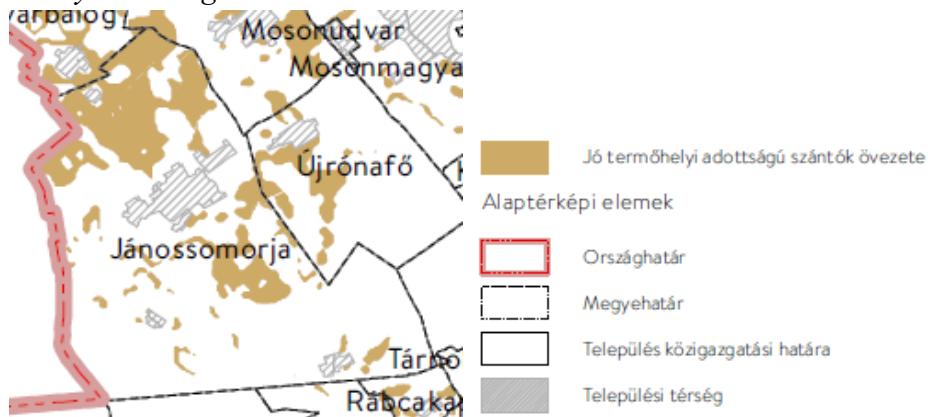 Mosonudvar
Mosonmagya
Újrónafő
Jánossomorja
Tárno
Rábcakap
Jó termőhelyi adottságú szántók övezete
Alaptérképi elemek
Országhatár
Megyehatár
Település közigazgatási határa
Települési térség